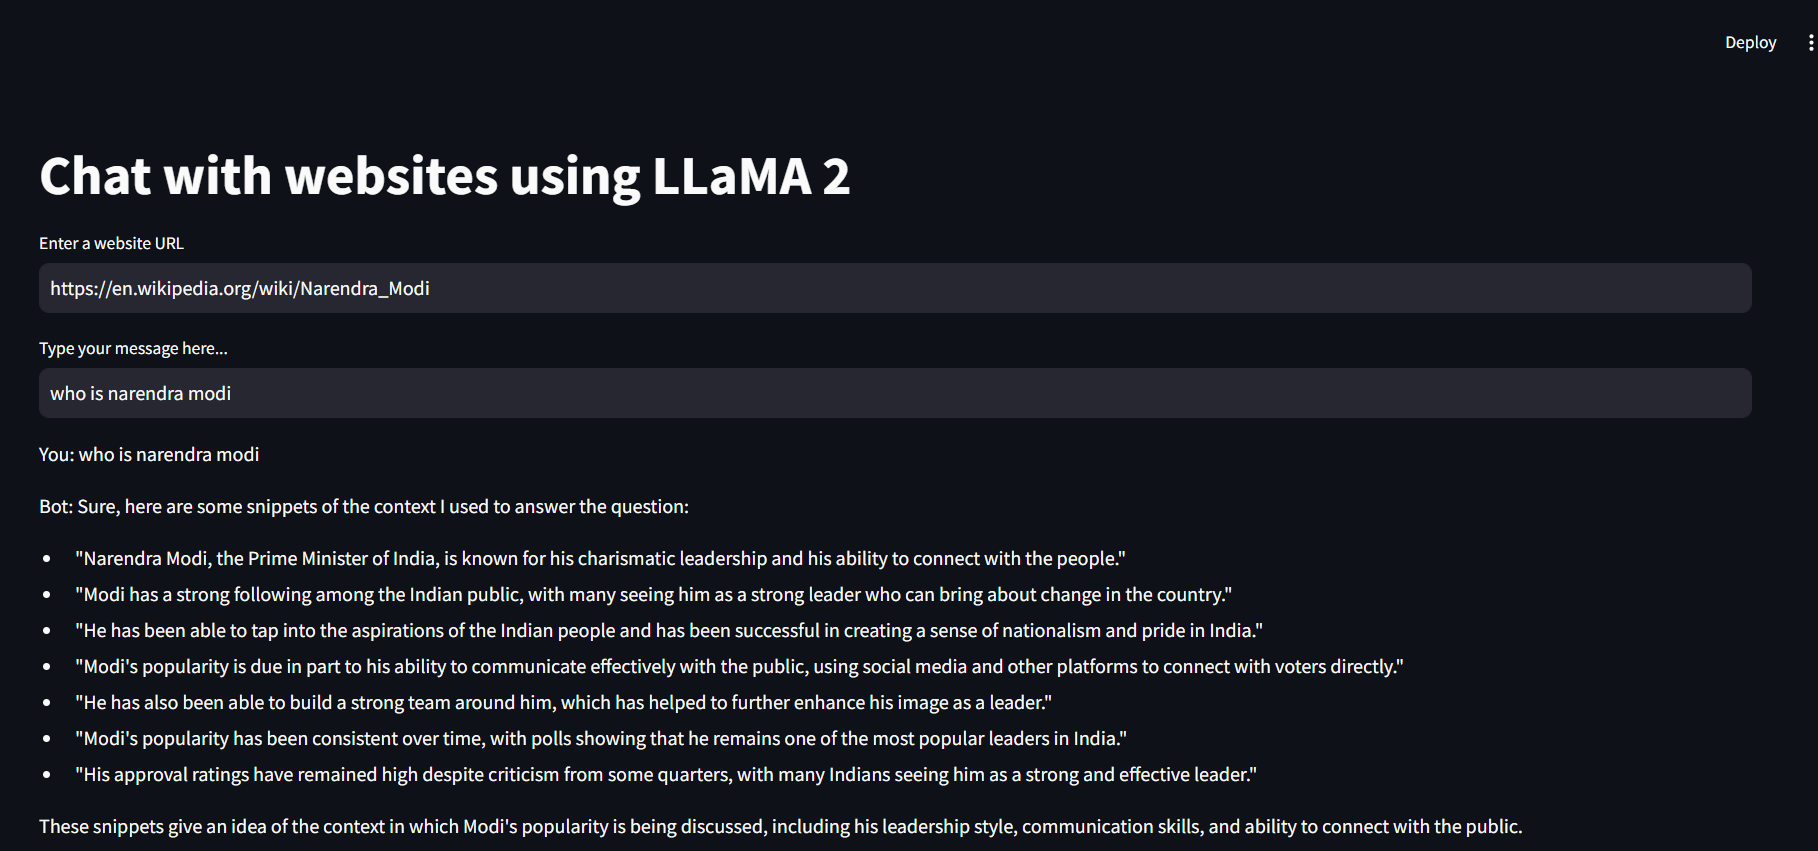 Deploy
Chat with websites using LLaMA 2
Enter a website URL
https://en.wikipedia.org/wiki/Narendra_Modi
Type your message here...
who is narendra modi
You: who is narendra modi
Bot: Sure, here are some snippets of the context I used to answer the question:
• "Narendra Modi, the Prime Minister of India, is known for his charismatic leadership and his ability to connect with the people."
• "Modi has a strong following among the Indian public, with many seeing him as a strong leader who can bring about change in the country."
• "He has been able to tap into the aspirations of the Indian people and has been successful in creating a sense of nationalism and pride in India."
• "Modi's popularity is due in part to his ability to communicate effectively with the public, using social media and other platforms to connect with voters directly."
• "He has also been able to build a strong team around him, which has helped to further enhance his image as a leader."
• "Modi's popularity has been consistent over time, with polls showing that he remains one of the most popular leaders in India."
• "His approval ratings have remained high despite criticism from some quarters, with many Indians seeing him as a strong and effective leader."
These snippets give an idea of the context in which Modi's popularity is being discussed, including his leadership style, communication skills, and ability to connect with the public.